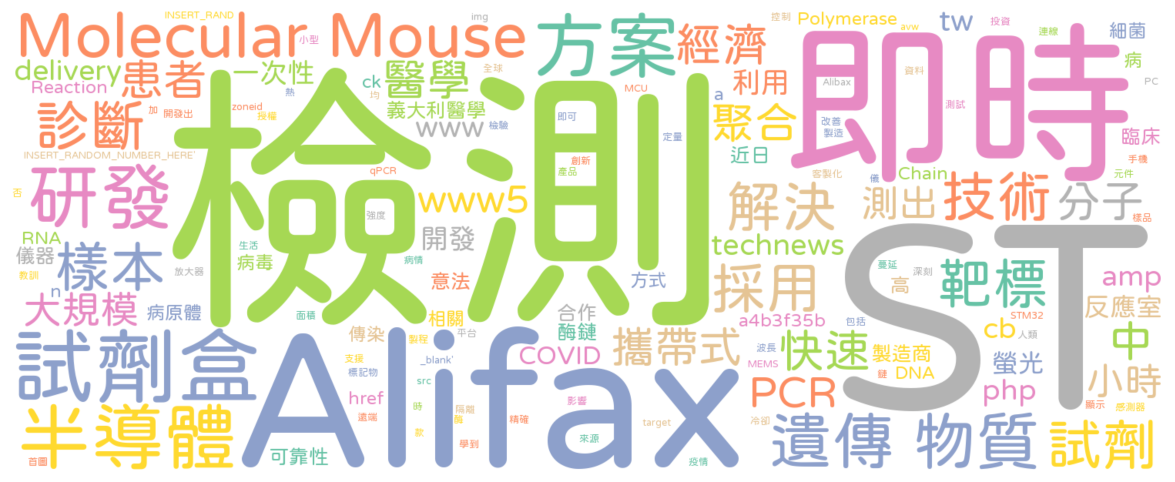 INSERT_RAND
img
Polymerase
tw
控制
投資
avw
連線
細菌
Molecular Mouse
小型
方案
經濟
即時
病
delivery
患者
一次性
醫學
全球
Reaction
ck
均
熱
MCU
利用
a
Alibax
資料
PC
zoneid
加
開發出
授權
義大利醫學
即可
測試
診斷
www
檢驗
定量
聚合
改善
製造
臨床
手機
INSERT_RANDOM_NUMBER_HERE'
檢測
qPCR
創新
產品
近日
Chain
客製化
儀
元件
否
研發
www5
強度
解決
測出
技術
分子
樣品
RNA
儀器
樣本
生活
病毒
開發
technews
教訓
n
放大器
病情
意法
方式
採用
蔓延
深刻
高
靶標
amp
大規模
病原體
面積
相關
合作
ST
STM32
反應室
a4b3f35b
包括
cb
人類
中
試劑盒
傳染
製程
平台
酶鏈
攜帶式
波長
快速
製造商
Alifax
支援
標記物
_blank'
COVID
MEMS
鏈
DNA
螢光
小時
src
href
時
隔離
影響
PCR
php
顯示
感測器
半導體
遺端
款
酶
精確
target
冷卻
遺傳 物質
試劑
首圖
可靠性
學到
來源
疫情